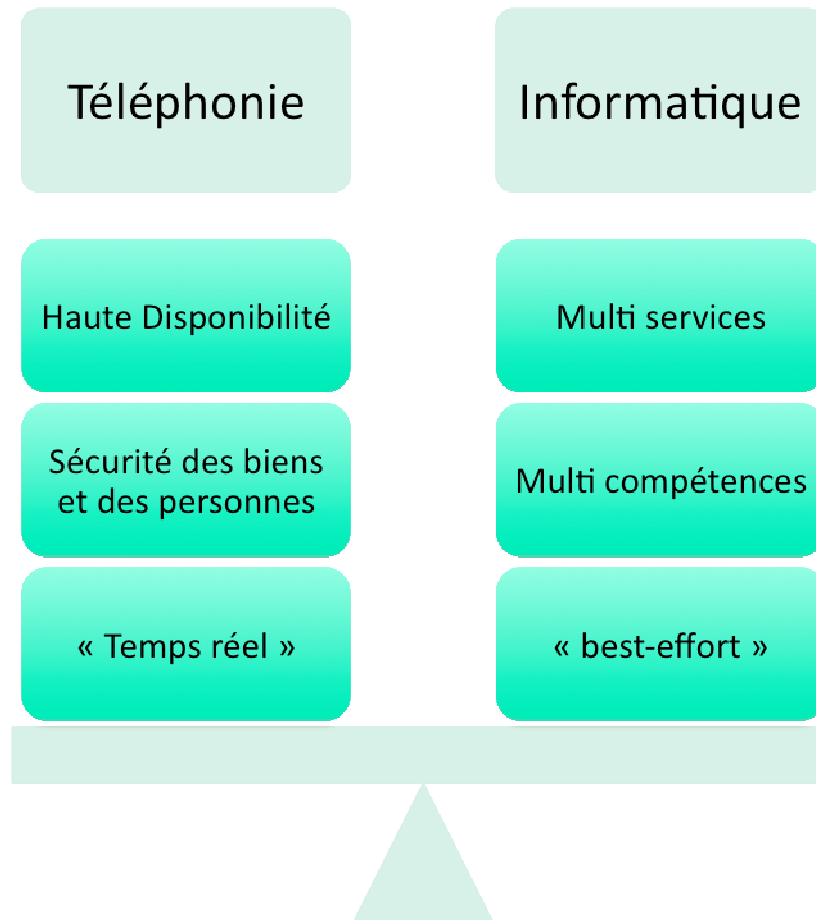 Téléphonie
Informatique
Haute Disponibilité
Multi services
Sécurité des biens
et des personnes
Multi compétences
« Temps réel »
« best-effort »